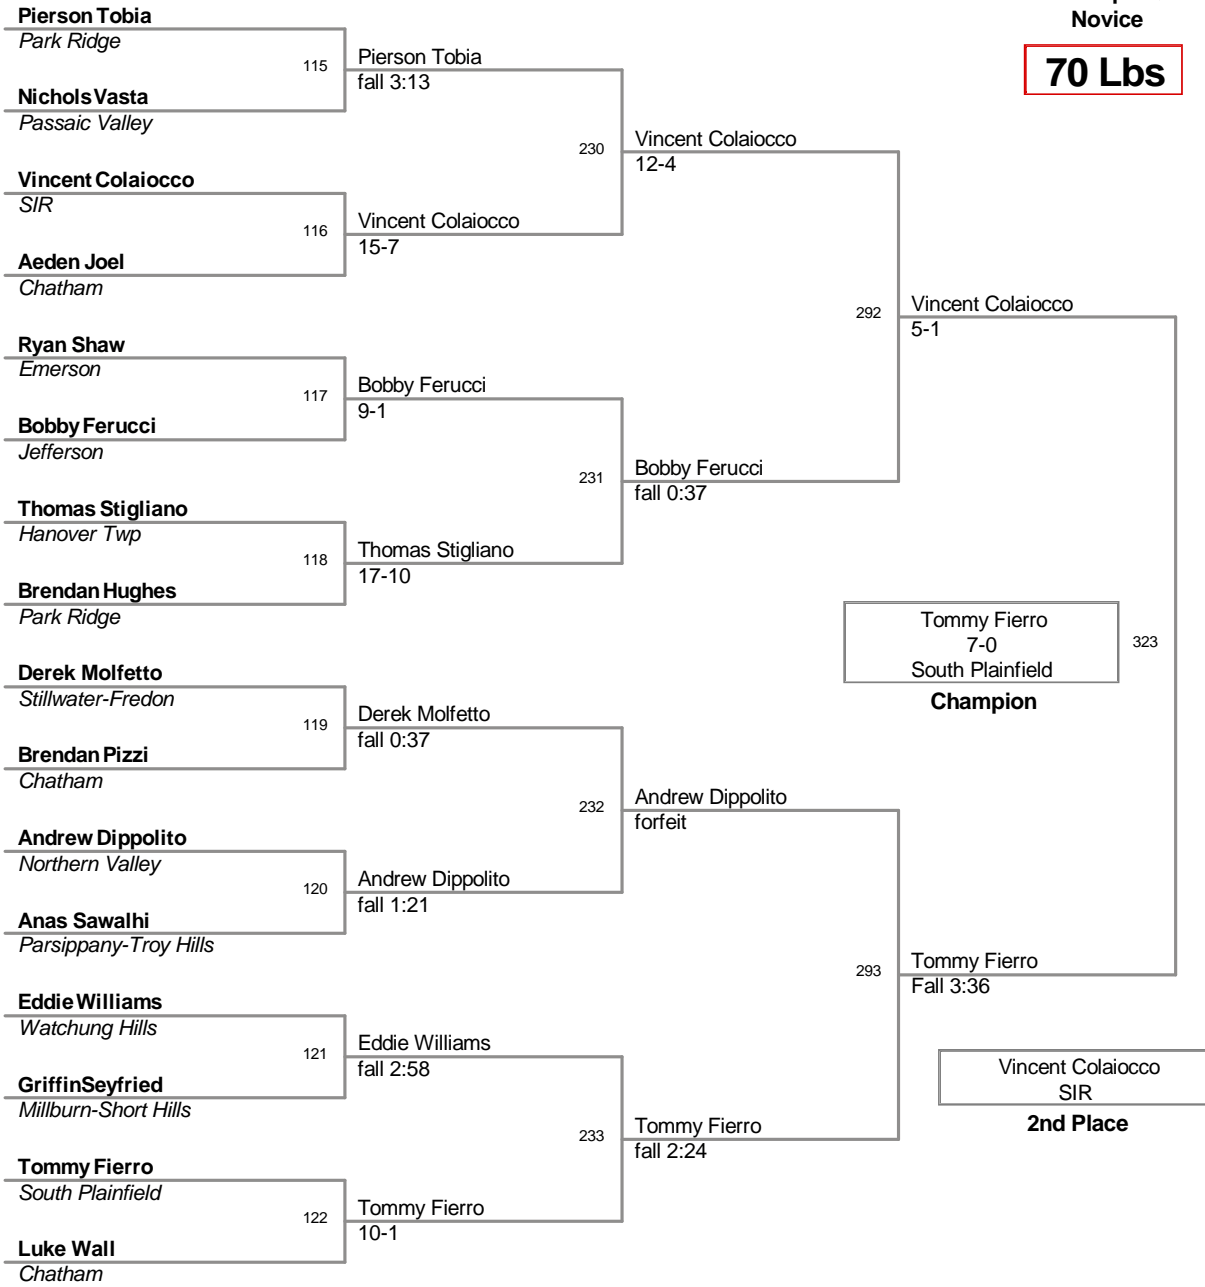 Novice
70 Lbs
Pierson Tobia
Park Ridge
115
Pierson Tobia
fall 3:13
Nichols Vasta
Passaic Valley
230
Vincent Colaiocco
12-4
Vincent Colaiocco
SIR
116
Vincent Colaiocco
15-7
Aeden Joel
Chatham
292
Vincent Colaiocco
5-1
Ryan Shaw
Emerson
117
Bobby Ferucci
9-1
Bobby Ferucci
Jefferson
231
Bobby Ferucci
fall 0:37
Thomas Stigliano
Hanover Twp
118
Thomas Stigliano
17-10
Brendan Hughes
Park Ridge
Tommy Fierro
7-0
South Plainfield
323
Champion
Derek Molfetto
Stillwater-Fredon
119
Derek Molfetto
fall 0:37
Brendan Pizzi
Chatham
232
Andrew Dippolito
forfeit
Andrew Dippolito
Northern Valley
120
Andrew Dippolito
fall 1:21
Anas Sawalhi
Parsippany-Troy Hills
293
Tommy Fierro
Fall 3:36
Eddie Williams
Watchung Hills
121
Eddie Williams
fall 2:58
GriffinSeyfried
Millburn-Short Hills
Vincent Colaiocco
SIR
2nd Place
233
Tommy Fierro
fall 2:24
Tommy Fierro
South Plainfield
122
Tommy Fierro
10-1
Luke Wall
Chatham